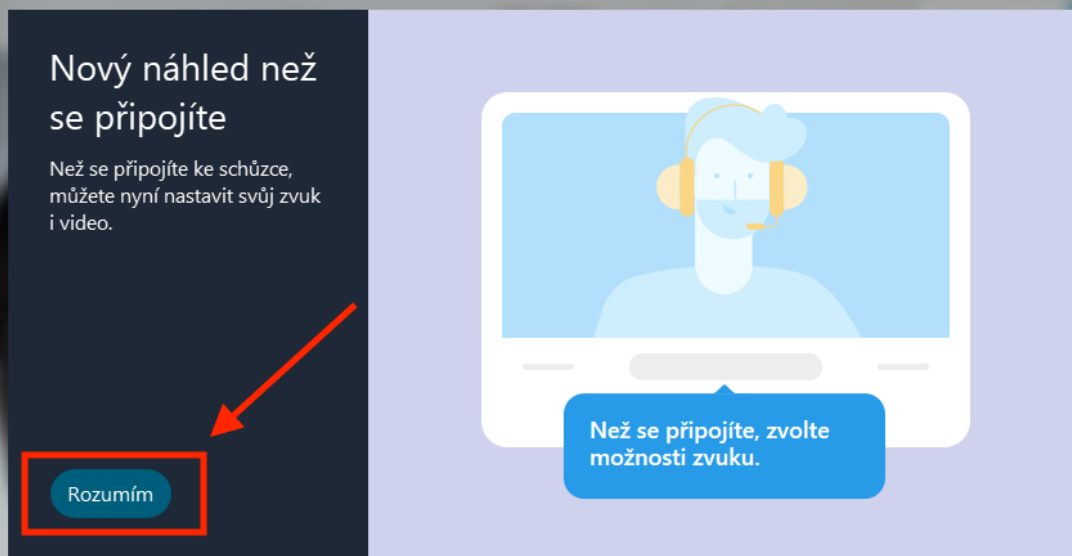 Nový náhled než
se připojíte
Než se připojíte ke schůzce,
můžete nyní nastavit svůj zvuk
i video.
Rozumím
Než se připojíte, zvolte
možnosti zvuku.